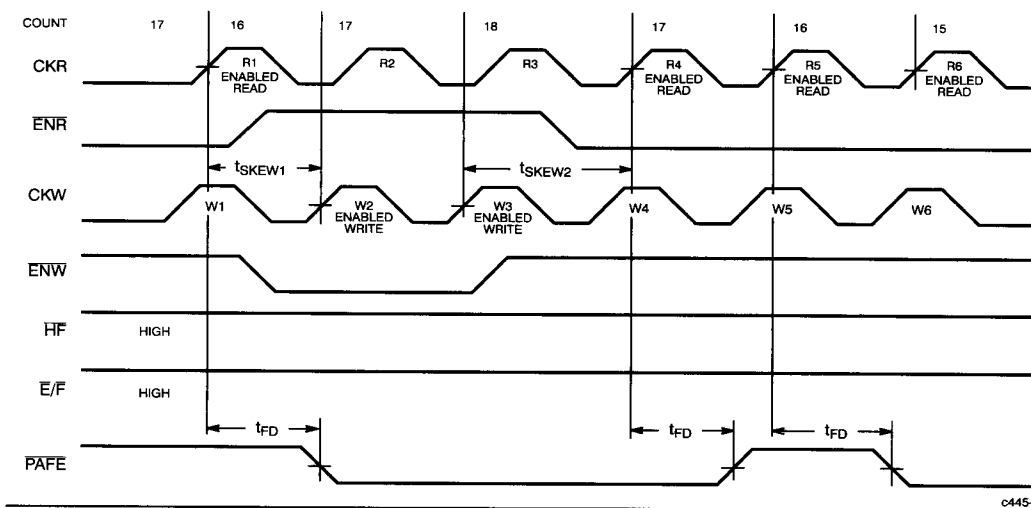 COUNT 17 16 17 18 17 16 15
CKR R1 ENABLED READ R2 R3 R4 ENABLED READ R5 ENABLED READ R6 ENABLED READ
ENR
tSKEW1 tSKEW2
CKW W1 W2 ENABLED WRITE W3 ENABLED WRITE W4 W5 W6
ENW
HF HIGH
E/F HIGH
tFD tFD tFD
PAFE
c445-